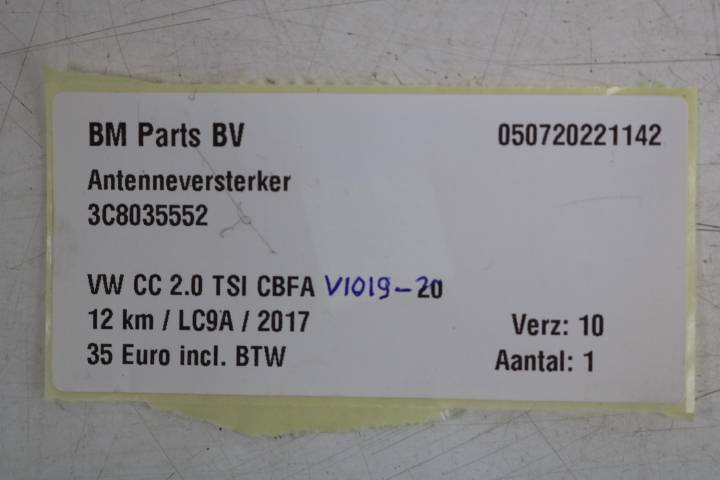 BM Parts BV 050720221142
Antenneversterker
3C8035552
VW CC 2.0 TSI CBFA V1019-20
12 km / LC9A / 2017 Verz: 10
35 Euro incl. BTW Aantal: 1